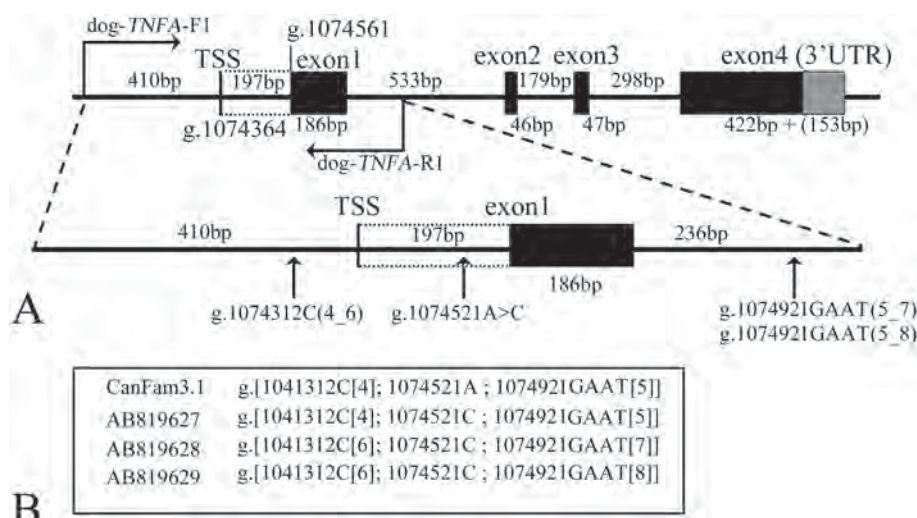 dog-TNFA-F1
g.1074561
TSS
exon1
exon2
exon3
exon4 (3'UTR)
410bp
197bp
533bp
179bp
298bp
g.1074364
186bp
46bp
47bp
422bp + (153bp)
dog-TNFA-R1
TSS
exon1
410bp
197bp
236bp
186bp
A
g.1074312C(4_6)
g.1074521A>C
g.1074921GAAT(5_7)
g.1074921GAAT(5_8)
CanFam3.1 g.[1041312C[4]; 1074521A ; 1074921GAAT[5]]
AB819627 g.[1041312C[4]; 1074521C ; 1074921GAAT[5]]
AB819628 g.[1041312C[6]; 1074521C ; 1074921GAAT[7]]
AB819629 g.[1041312C[6]; 1074521C ; 1074921GAAT[8]]
B